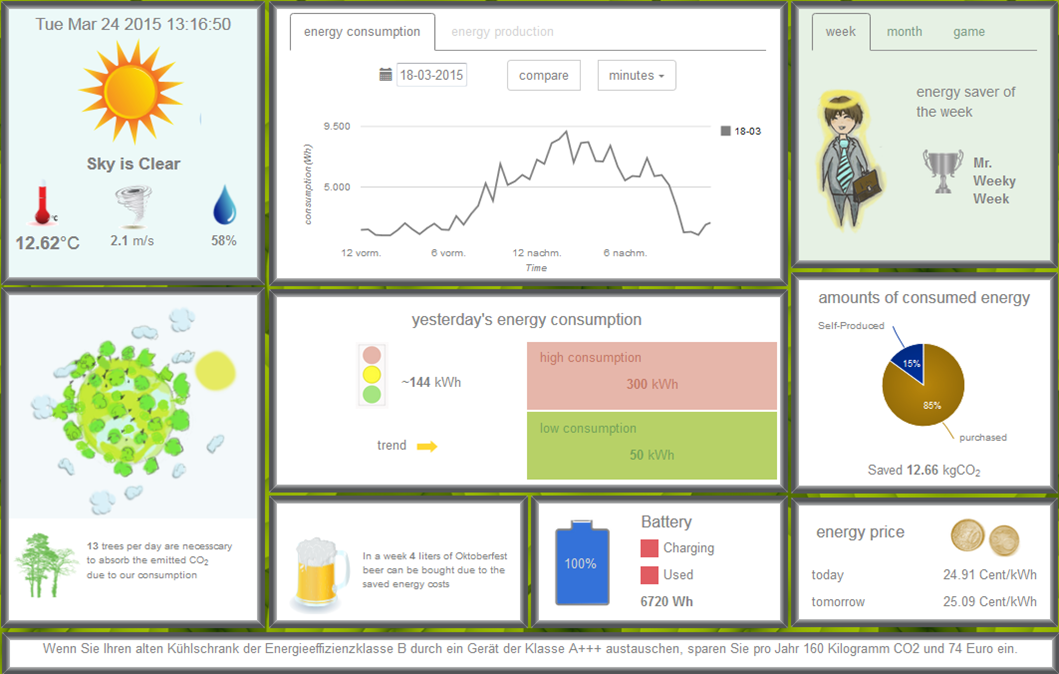 Tue Mar 24 2015 13:16:50
Sky is Clear
°C
12.62°C
2.1 m/s
58%
energy consumption
energy production
18-03-2015
compare
minutes
consumption(Wh)
9.500
5.000
18-03
12 vorm.
6 vorm.
12 nachm.
6 nachm.
Time
week
month
game
energy saver of
the week
Mr.
Weeky
Week
13 trees per day are necessary
to absorb the emitted CO2
due to our consumption
yesterday's energy consumption
~144 kWh
trend
high consumption
300 kWh
low consumption
50 kWh
amounts of consumed energy
Self-Produced
15%
85%
purchased
Saved 12.66 kgCO2
In a week 4 liters of Oktoberfest
beer can be bought due to the
saved energy costs
100%
Battery
Charging
Used
6720 Wh
energy price
today
24.91 Cent/kWh
tomorrow
25.09 Cent/kWh
Wenn Sie Ihren alten Kühlschrank der Energieeffizienzklasse B durch ein Gerät der Klasse A+++ austauschen, sparen Sie pro Jahr 160 Kilogramm CO2 und 74 Euro ein.